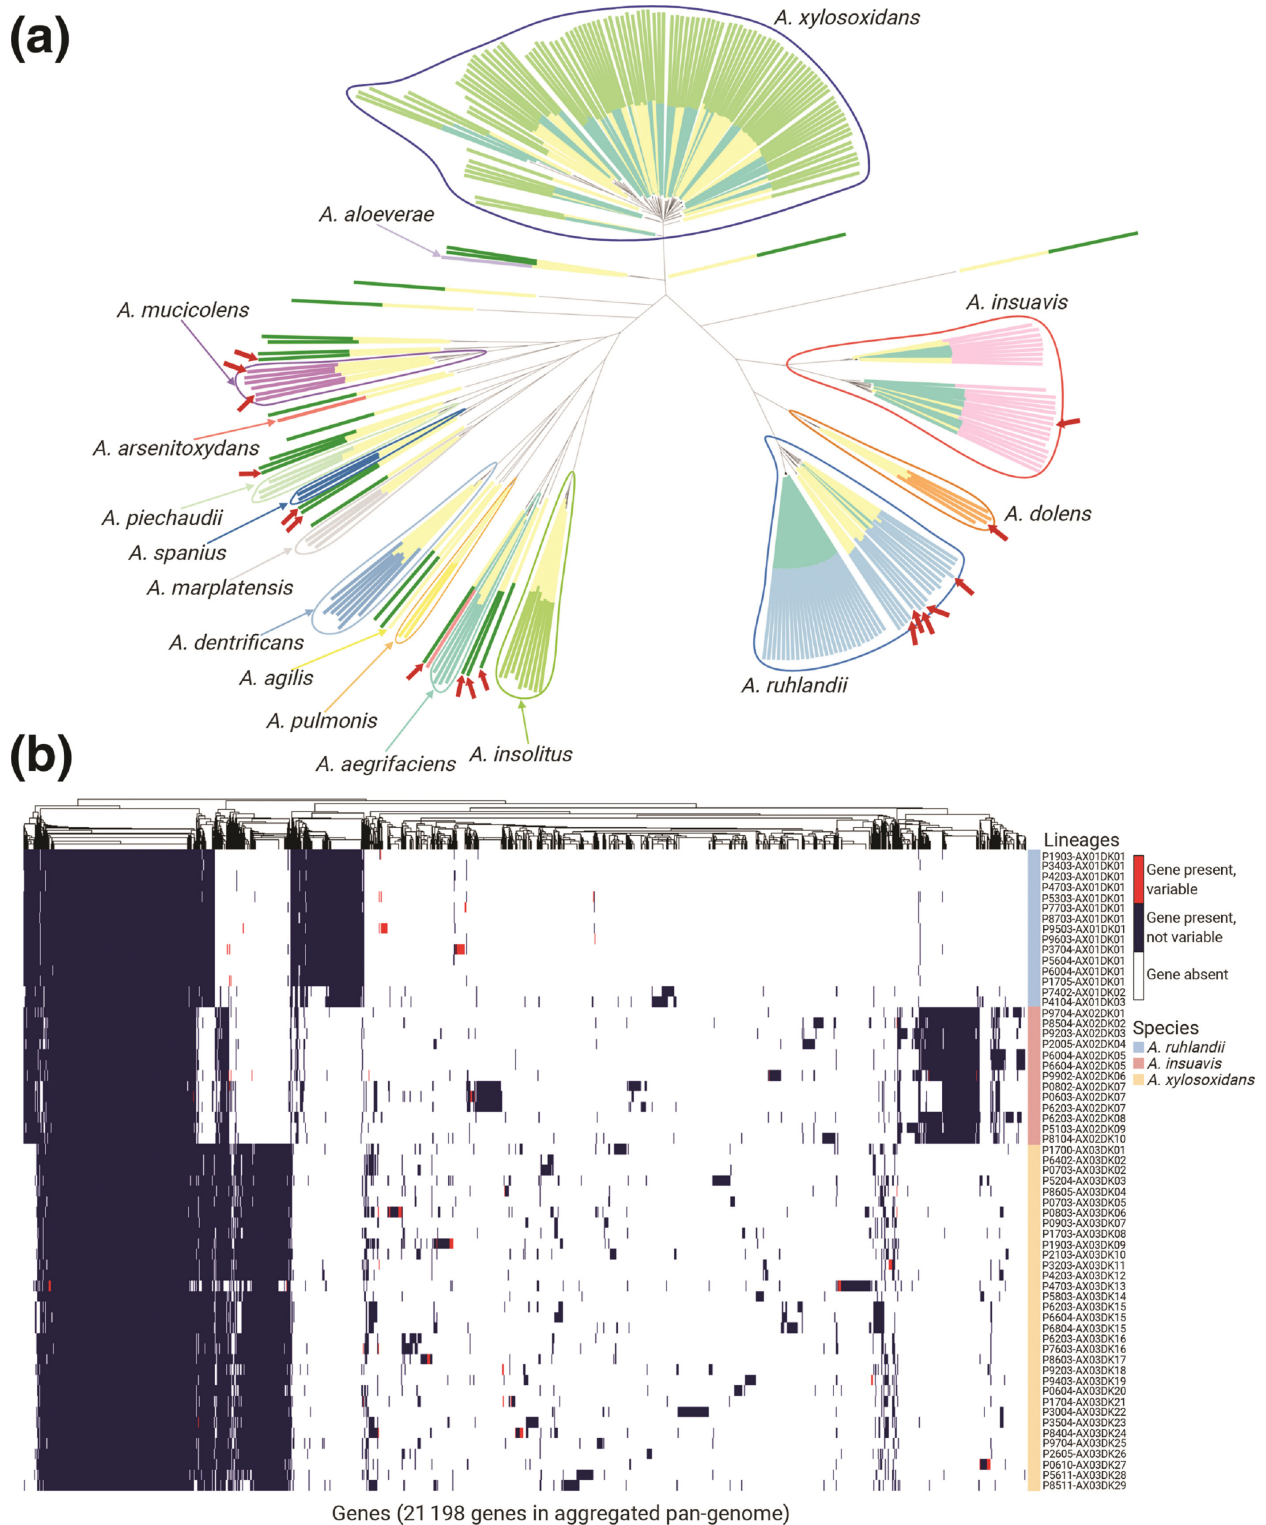 (a)
A. xylosoxidans
A. aloeverae
A. mucicolens
A. insuavis
A. arsenitoxydans
A. piechaudii
A. spanius
A. dolens
A. marplatensis
A. dentrificans
A. agilis
A. ruhlandii
A. pulmonis
A. insolitus
A. aegrifaciens
(b)
Lineages
P1903-AX01DK01
P3403-AX01DK01
P4203-AX01DK01
P4703-AX01DK01
P5303-AX01DK01
P7703-AX01DK01
P8703-AX01DK01
P9503-AX01DK01
P9603-AX01DK01
P3704-AX01DK01
P5604-AX01DK01
P6004-AX01DK01
P1705-AX01DK01
P7402-AX01DK02
P4104-AX01DK03
P9704-AX02DK01
P8504-AX02DK02
P9203-AX02DK03
P2005-AX02DK04
P6004-AX02DK05
P6604-AX02DK05
P9902-AX02DK06
P0802-AX02DK07
P0603-AX02DK07
P6203-AX02DK07
P6203-AX02DK08
P5103-AX02DK09
P8104-AX02DK10
P1700-AX03DK01
P6402-AX03DK02
P0703-AX03DK02
P5204-AX03DK03
P8605-AX03DK04
P0703-AX03DK05
P0803-AX03DK06
P0903-AX03DK07
P1703-AX03DK08
P1903-AX03DK09
P2103-AX03DK10
P3203-AX03DK11
P4203-AX03DK12
P4703-AX03DK13
P5803-AX03DK14
P6203-AX03DK15
P6604-AX03DK15
P6804-AX03DK15
P6203-AX03DK16
P7603-AX03DK16
P8603-AX03DK17
P9203-AX03DK18
P9403-AX03DK19
P0604-AX03DK20
P1704-AX03DK21
P3004-AX03DK22
P3504-AX03DK23
P8404-AX03DK24
P9704-AX03DK25
P2605-AX03DK26
P0610-AX03DK27
P5611-AX03DK28
P8511-AX03DK29
Gene present,
variable
Gene present,
not variable
Gene absent
Species
A. ruhlandii
A. insuavis
A. xylosoxidans
Genes (21 198 genes in aggregated pan-genome)